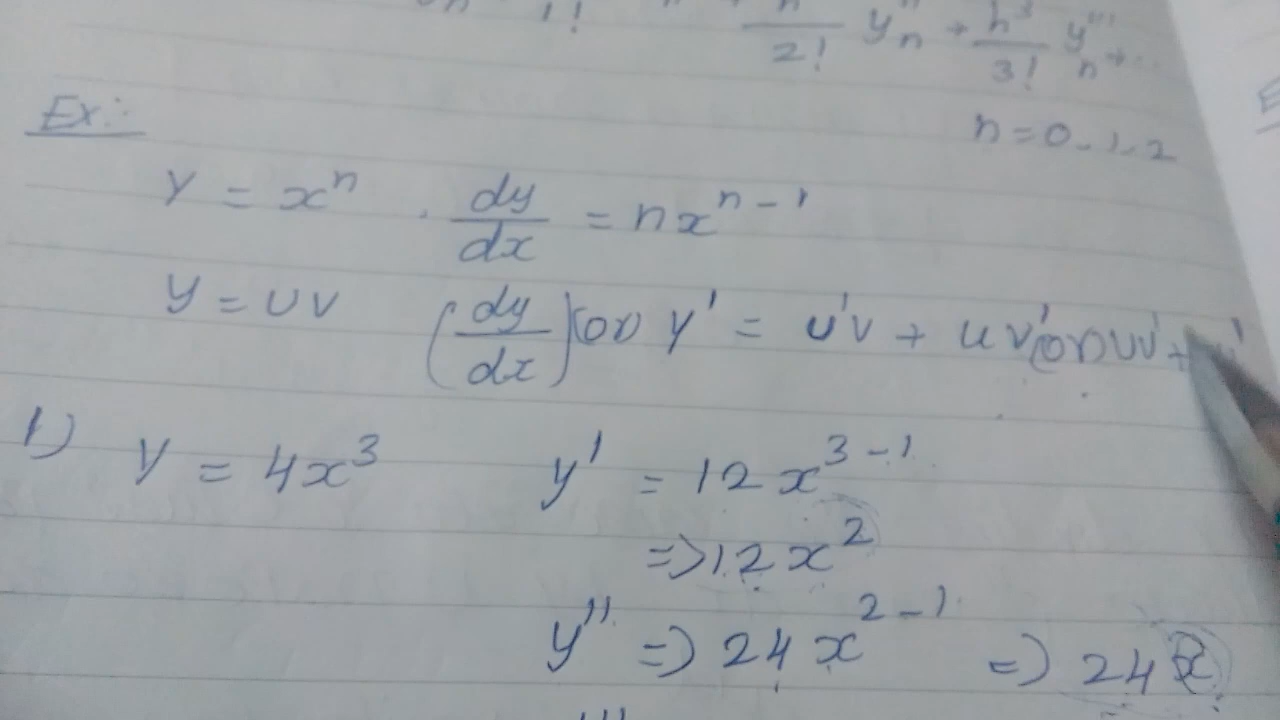 2! y''n + h³/3! y'''n + ...
n = 0, 1, 2
Ex:-
y = xⁿ . dy/dx = nxⁿ⁻¹
y = uv (dy/dx) (or) y' = u'v + uv' (or) uv' +
1) y = 4x³ y' = 12x³⁻¹
=> 12x²
y'' => 24x²⁻¹ => 24x